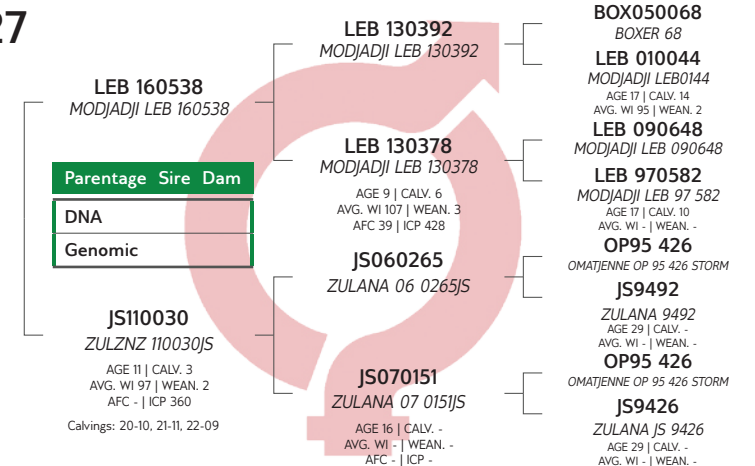 27
LEB 160538
MODJADJI LEB 160538
Parentage Sire Dam
DNA
Genomic
JS110030
ZULZNZ 110030JS
AGE 11 | CALV. 3
AVG. WI 97 | WEAN. 2
AFC - | ICP 360
Calvings: 20-10, 21-11, 22-09
LEB 130392
MODJADJI LEB 130392
LEB 130378
MODJADJI LEB 130378
AGE 9 | CALV. 6
AVG. WI 107 | WEAN. 3
AFC 39 | ICP 428
JS060265
ZULANA 06 0265JS
JS070151
ZULANA 07 0151JS
AGE 16 | CALV. -
AVG. WI - | WEAN. -
AFC - | ICP -
BOX050068
BOXER 68
LEB 010044
MODJADJI LEB0144
AGE 17 | CALV. 14
AVG. WI 95 | WEAN. 2
LEB 090648
MODJADJI LEB 090648
LEB 970582
MODJADJI LEB 97 582
AGE 17 | CALV. 10
AVG. WI - | WEAN. -
OP95 426
OMATJENNE OP 95 426 STORM
JS9492
ZULANA 9492
AGE 29 | CALV. -
AVG. WI - | WEAN. -
OP95 426
OMATJENNE OP 95 426 STORM
JS9426
ZULANA JS 9426
AGE 29 | CALV. -
AVG. WI - | WEAN. -